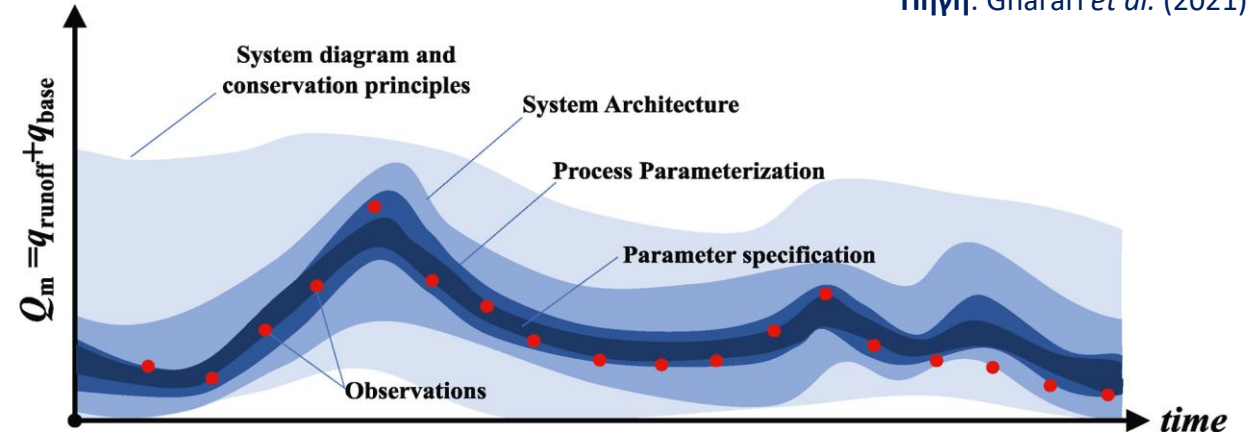 Πηγή: Gharari et al. (2021)
System diagram and
conservation principles
System Architecture
Process Parameterization
Parameter specification
Observations
Qm =qrunoff+qbase
time